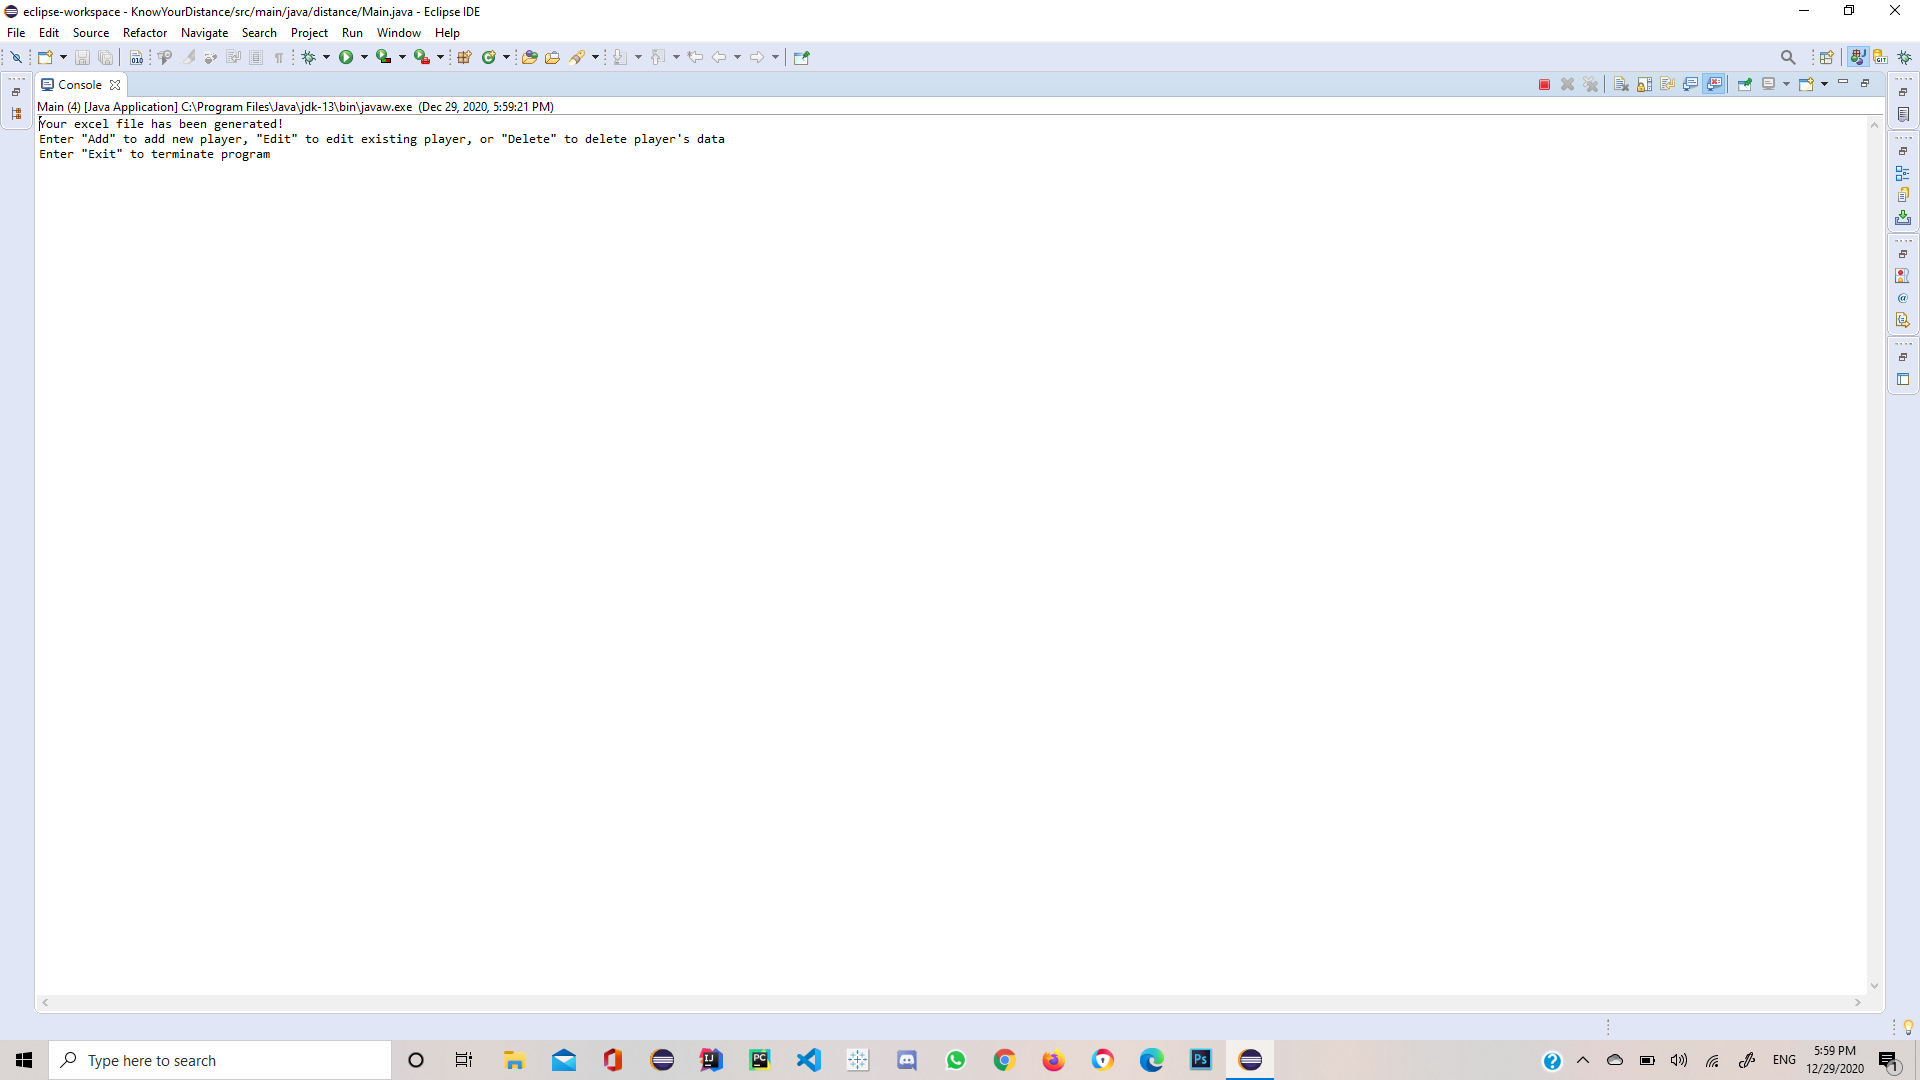 eclipse-workspace - KnowYourDistance/src/main/java/distance/Main.java - Eclipse IDE
File Edit Source Refactor Navigate Search Project Run Window Help
Console
Main (4) [Java Application] C:\Program Files\Java\jdk-13\bin\javaw.exe (Dec 29, 2020, 5:59:21 PM)
Your excel file has been generated!
Enter "Add" to add new player, "Edit" to edit existing player, or "Delete" to delete player's data
Enter "Exit" to terminate program
Type here to search
ENG
5:59 PM
12/29/2020
1